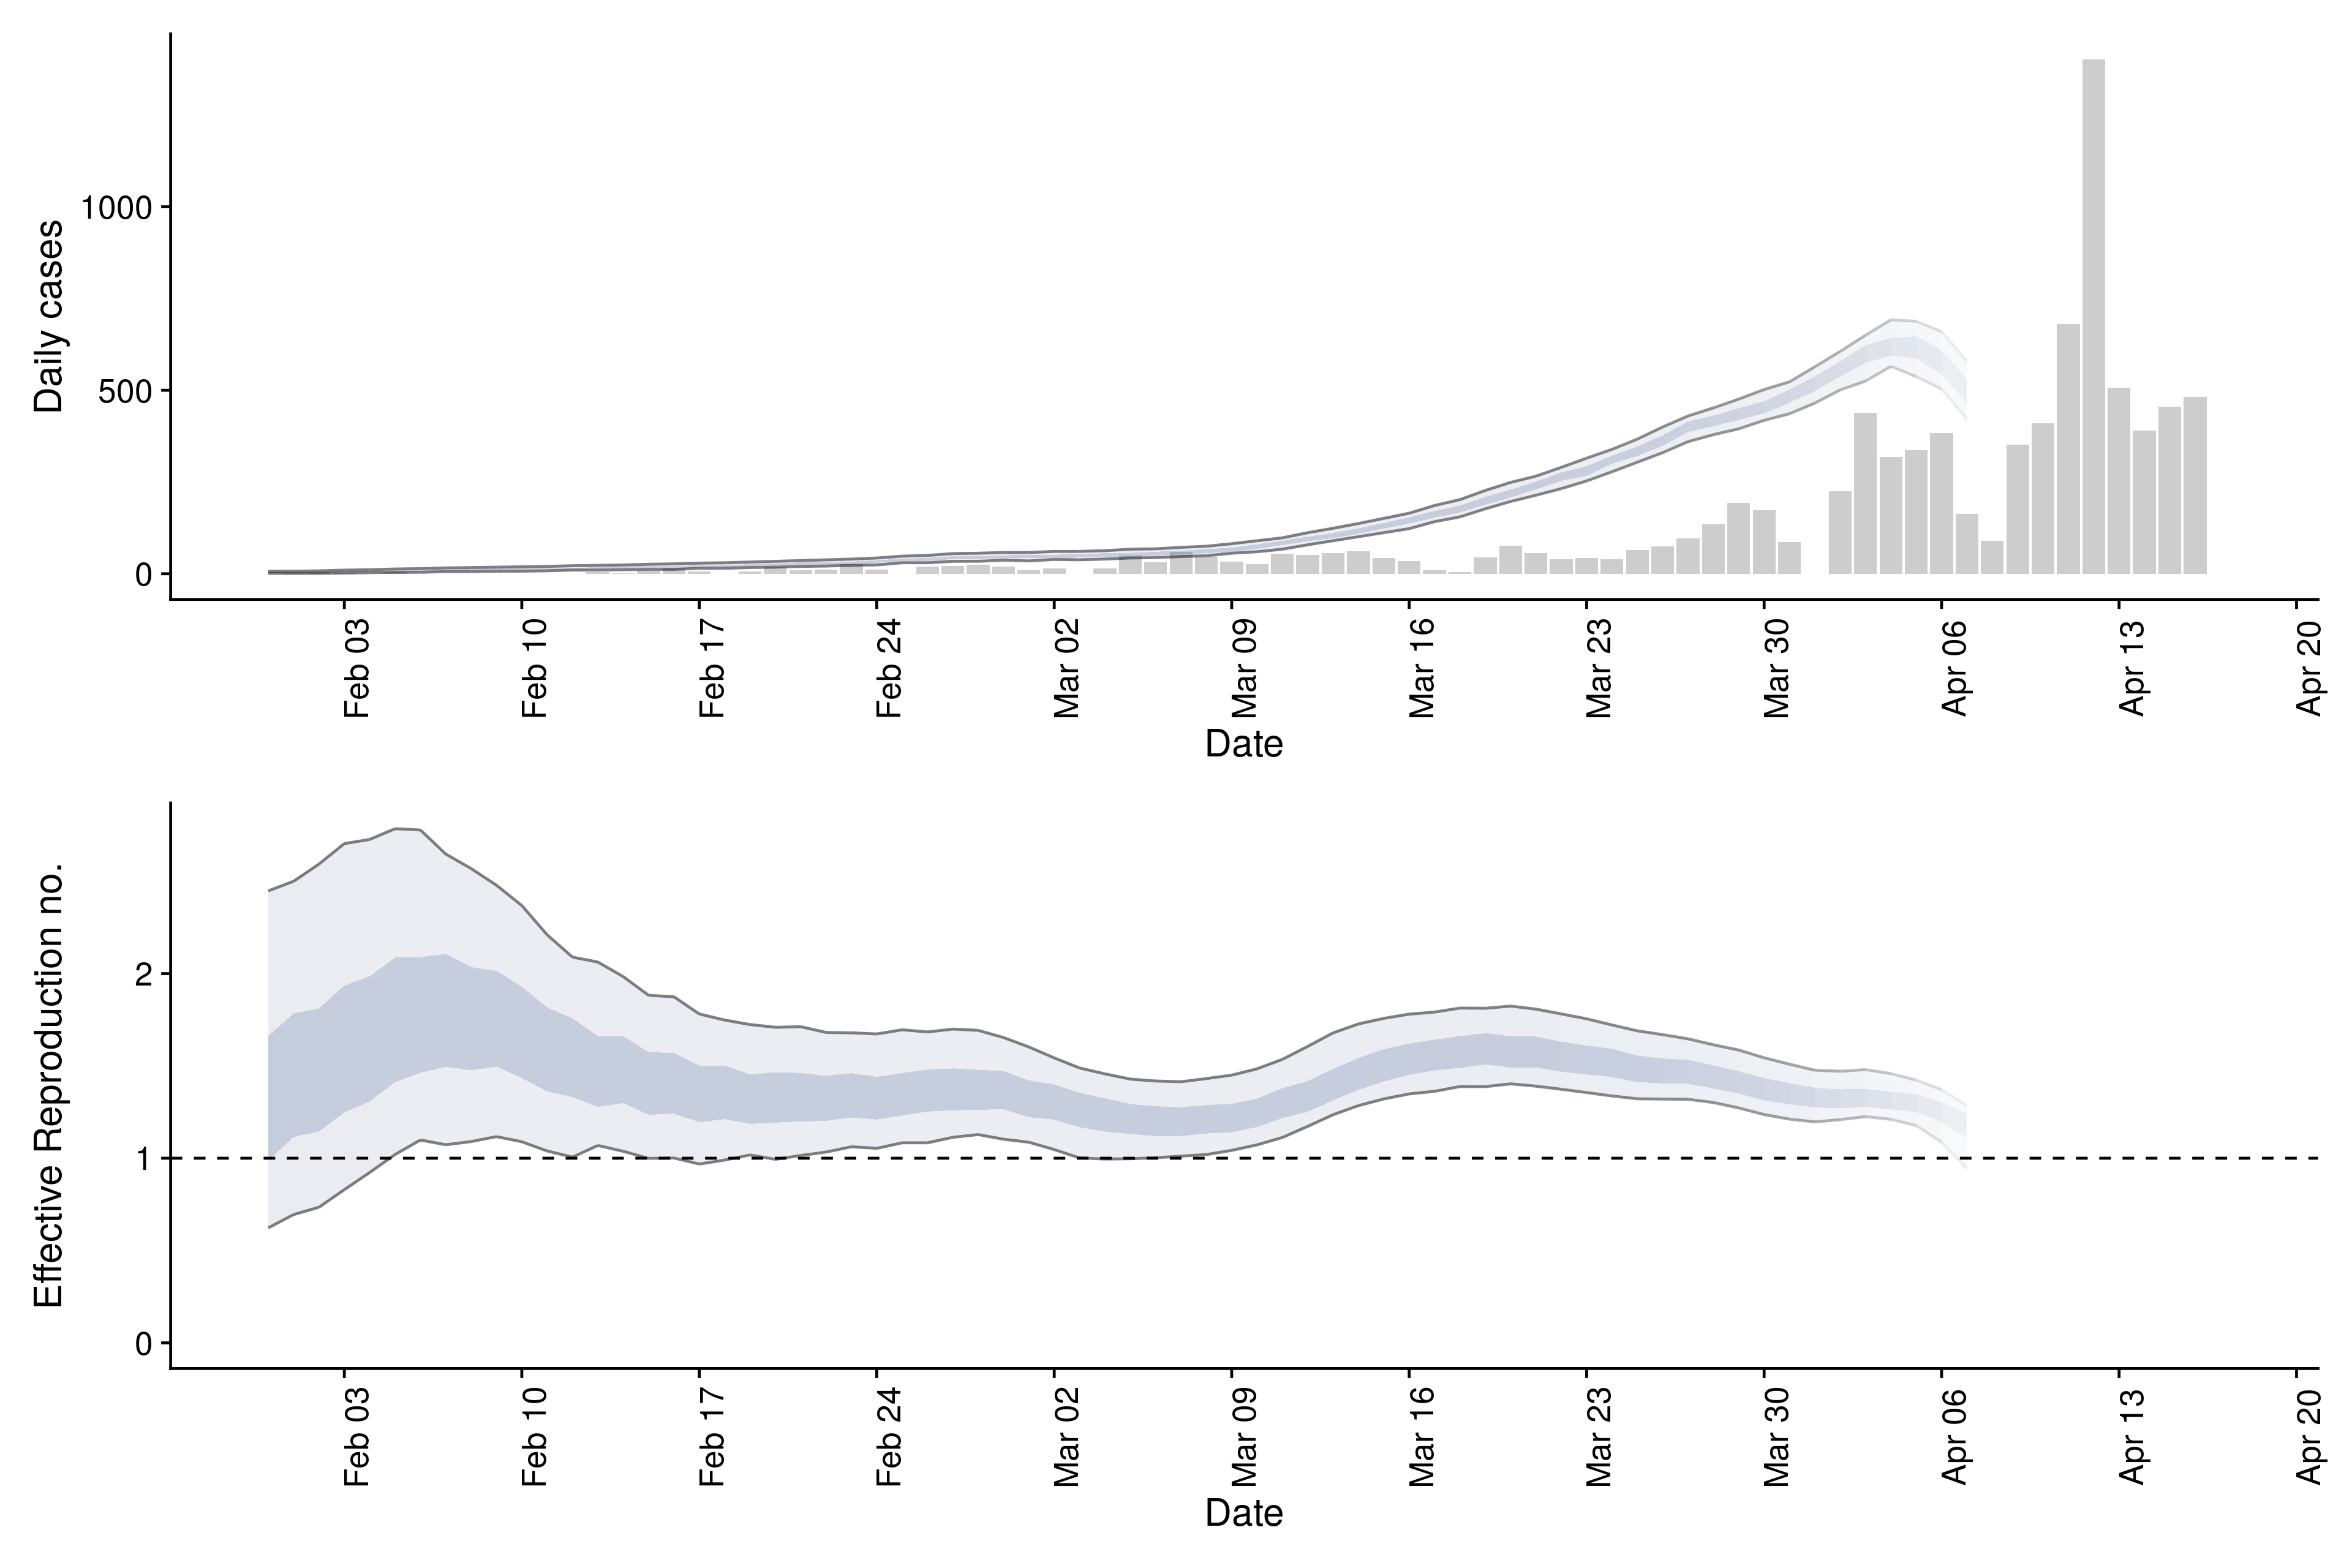 Daily cases
1000
500
0
Feb 03
Feb 10
Feb 17
Feb 24
Mar 02
Mar 09
Mar 16
Mar 23
Mar 30
Apr 06
Apr 13
Apr 20
Date
Effective Reproduction no.
2
1
0
Feb 03
Feb 10
Feb 17
Feb 24
Mar 02
Mar 09
Mar 16
Mar 23
Mar 30
Apr 06
Apr 13
Apr 20
Date